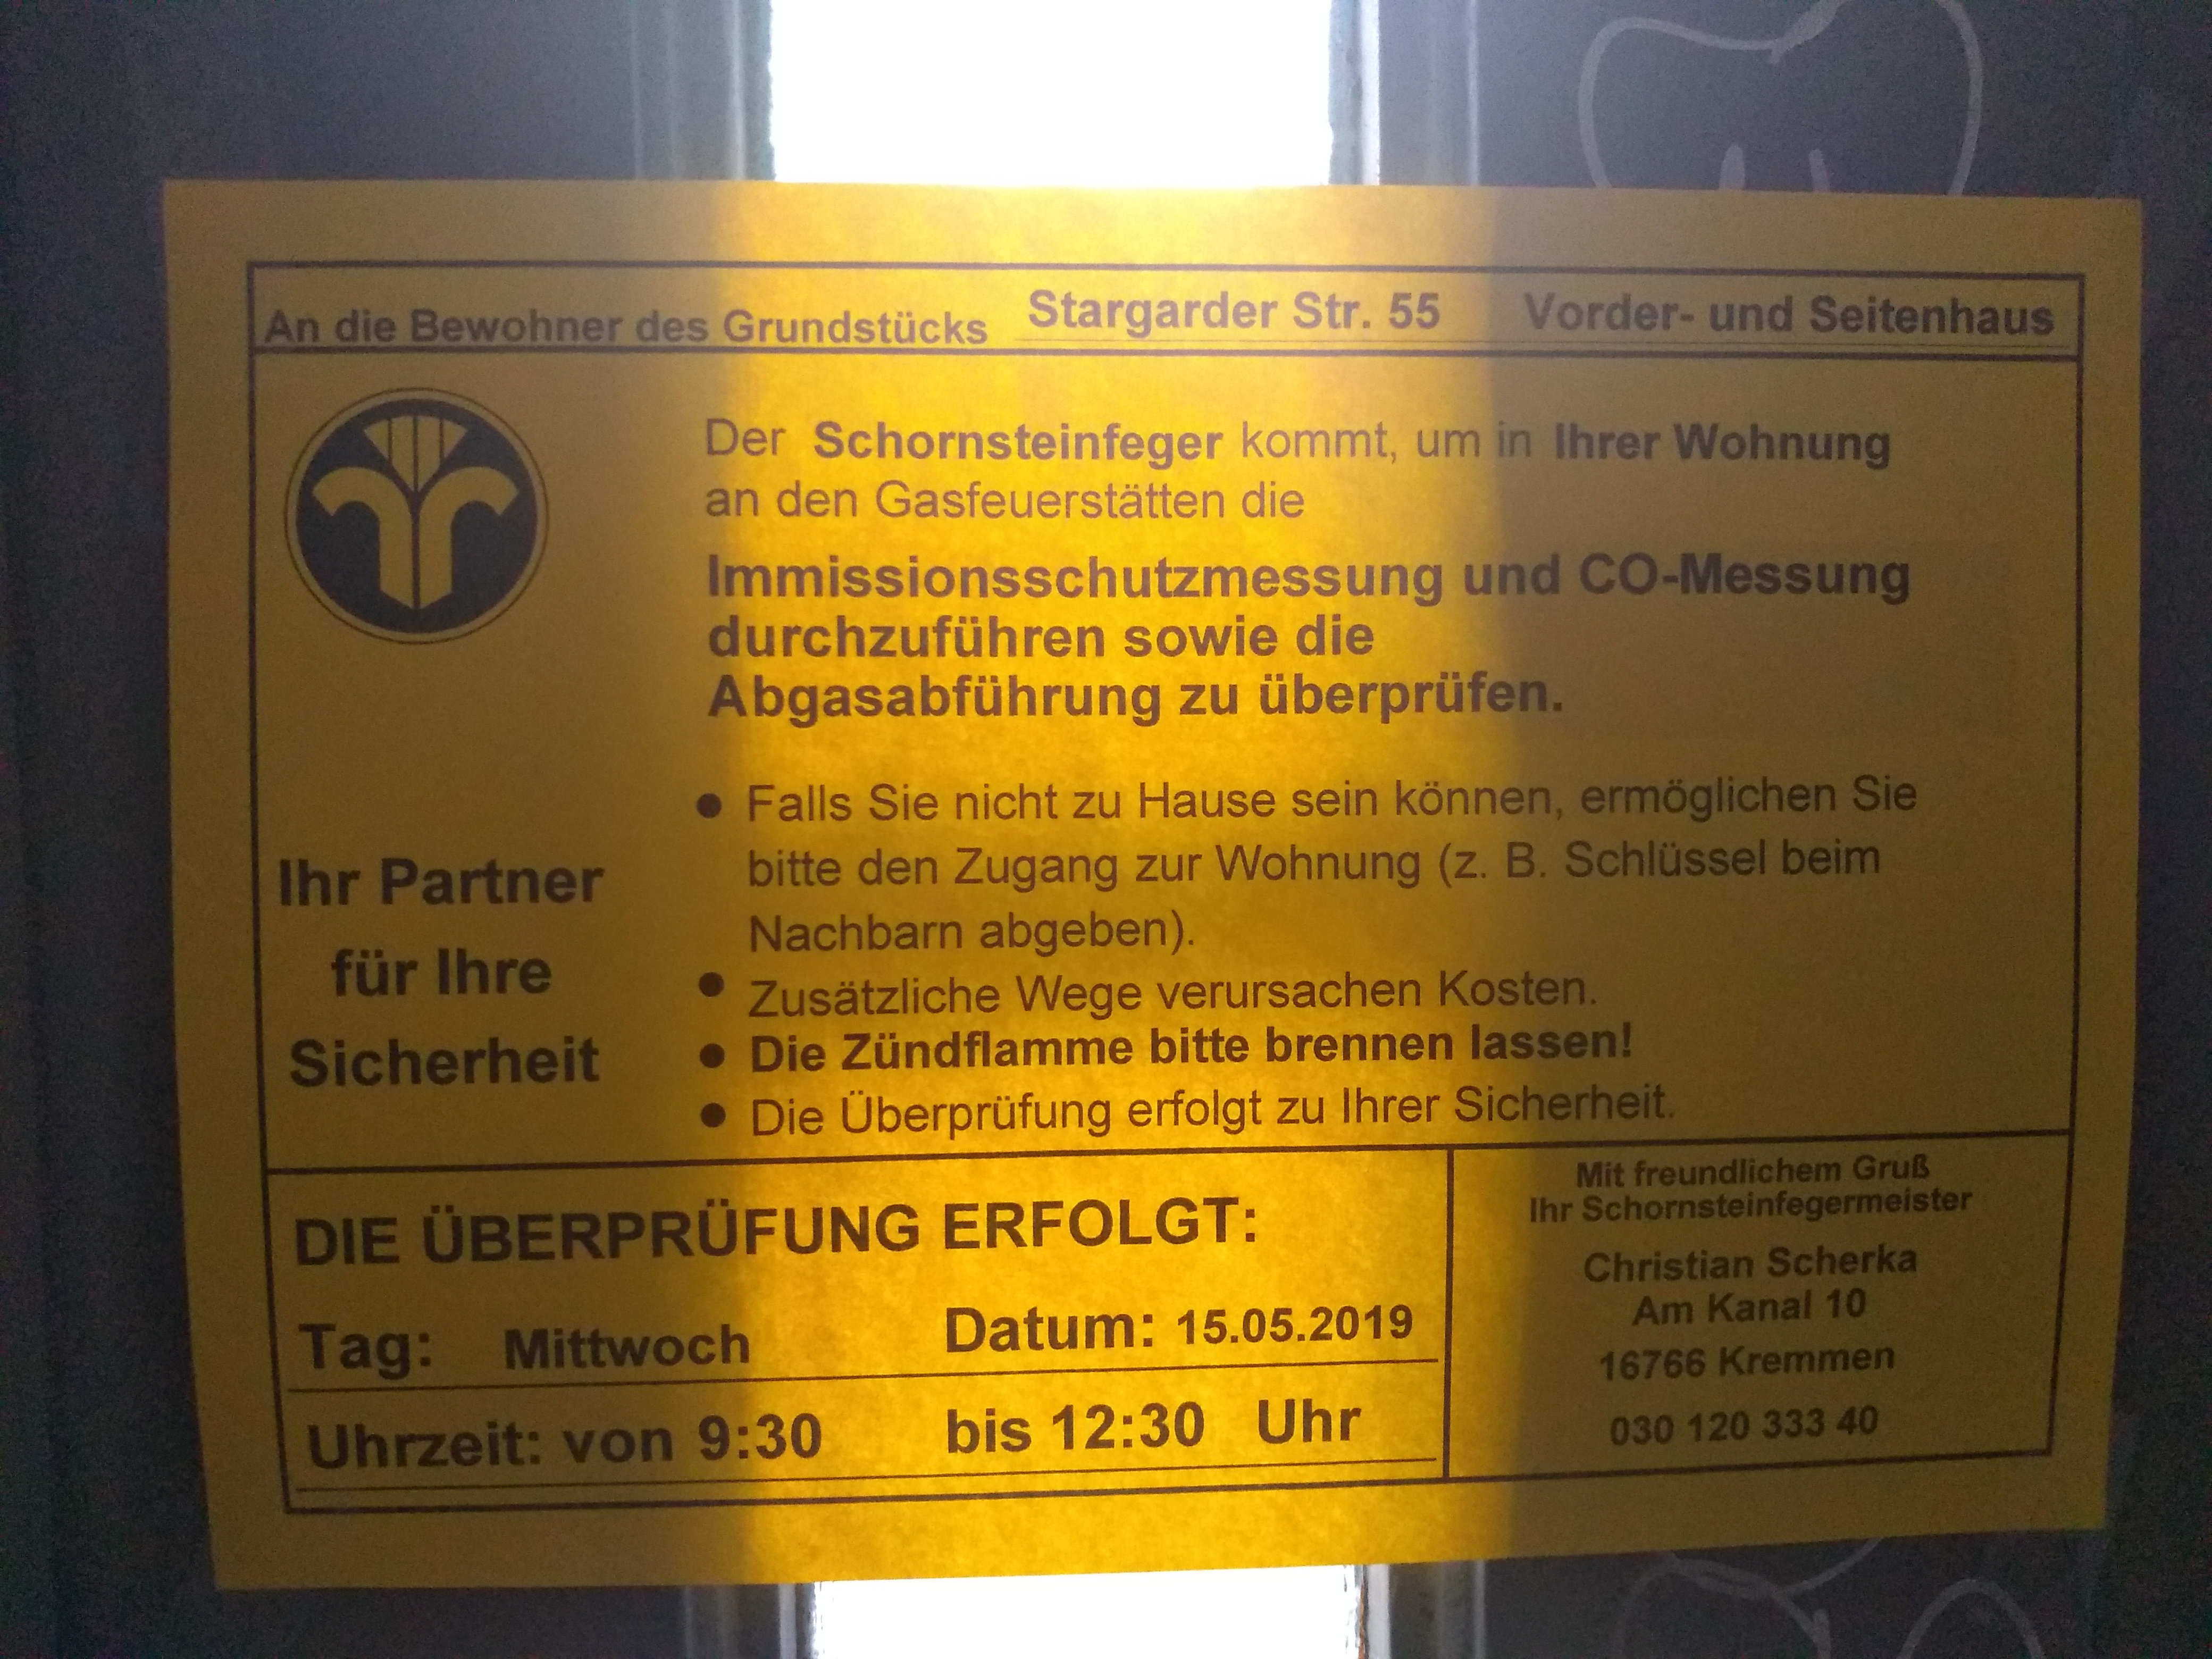 An die Bewohner des Grundstücks Stargarder Str. 55 Vorder- und Seitenhaus
Der Schornsteinfeger kommt, um in Ihrer Wohnung
an den Gasfeuerstätten die
Immissionsschutzmessung und CO-Messung
durchzuführen sowie die
Abgasabführung zu überprüfen.
Ihr Partner
für Ihre
Sicherheit
● Falls Sie nicht zu Hause sein können, ermöglichen Sie
bitte den Zugang zur Wohnung (z. B. Schlüssel beim
Nachbarn abgeben).
● Zusätzliche Wege verursachen Kosten.
● Die Zündflamme bitte brennen lassen!
● Die Überprüfung erfolgt zu Ihrer Sicherheit.
DIE ÜBERPRÜFUNG ERFOLGT:
Tag: Mittwoch Datum: 15.05.2019
Uhrzeit: von 9:30 bis 12:30 Uhr
Mit freundlichem Gruß
Ihr Schornsteinfegermeister
Christian Scherka
Am Kanal 10
16766 Kremmen
030 120 333 40